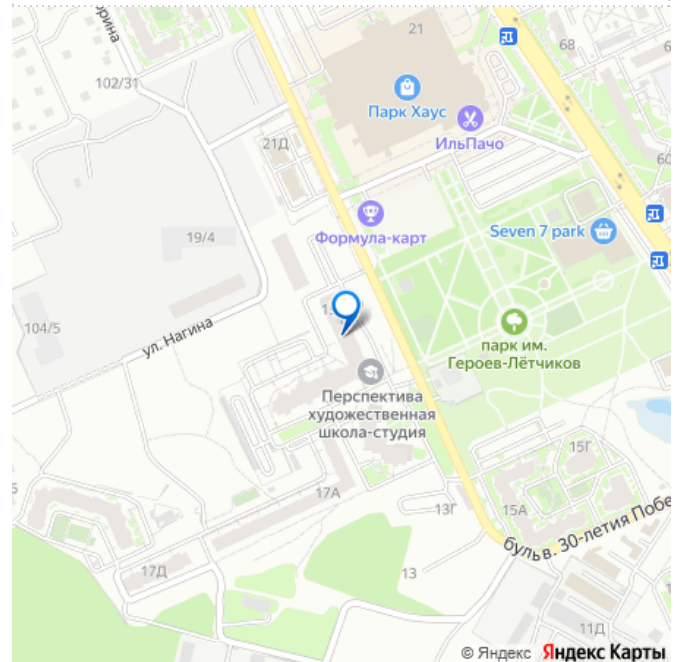 21
68
102/31
Парк Хаус
ИльПачо
21Д
60
Формула-карт
Seven 7 park
19/4
104/5
ул. Нагина
парк им.
Героев-Лётчиков
Перспектива
художественная
школа-студия
15Г
17А
13Г
15А
бульв. 30-летия Побе
17Д
13
11Д
© Яндекс Яндекс Карты